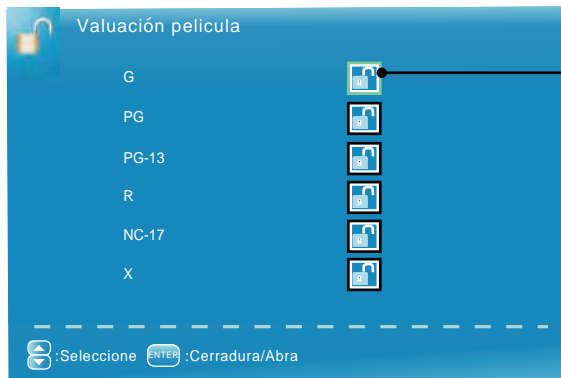 Valuación pelicula
G
PG
PG-13
R
NC-17
X
:Seleccione ENTER :Cerradura/Abra